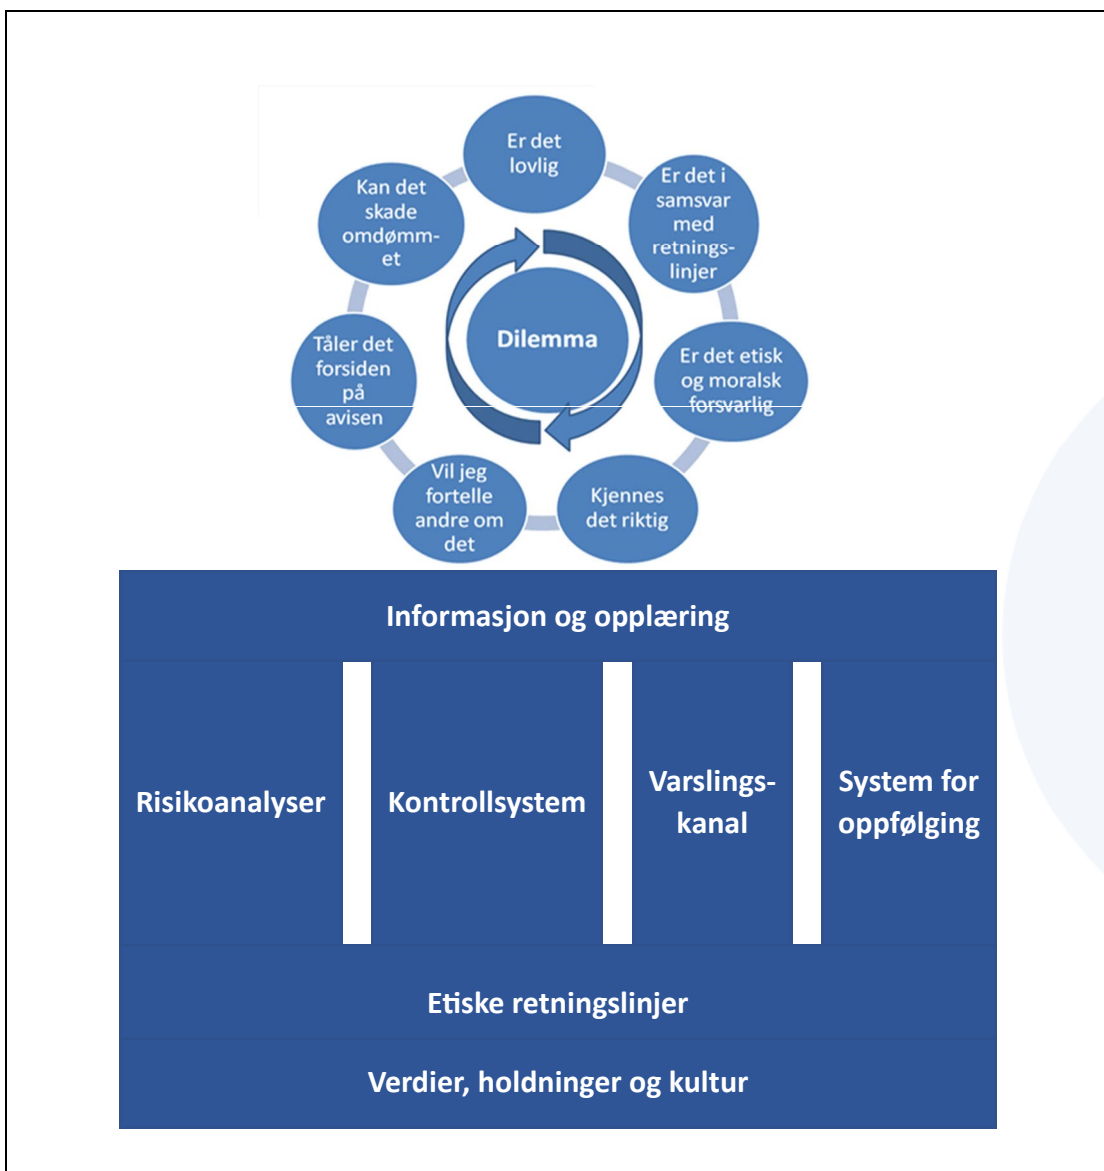 Er det
lovlig
Er det i
samsvar
med
retnings-
linjer
Er det etisk
og moralsk
forsvarlig
Kjennes
det riktig
Vil jeg
fortelle
andre om
det
Tåler det
forsiden
på
avisen
Kan det
skade
omdømm-
et
Dilemma
Informasjon og opplæring
Risikoanalyser
Kontrollsystem
Varslings-
kanal
System for
oppfølging
Etiske retningslinjer
Verdier, holdninger og kultur